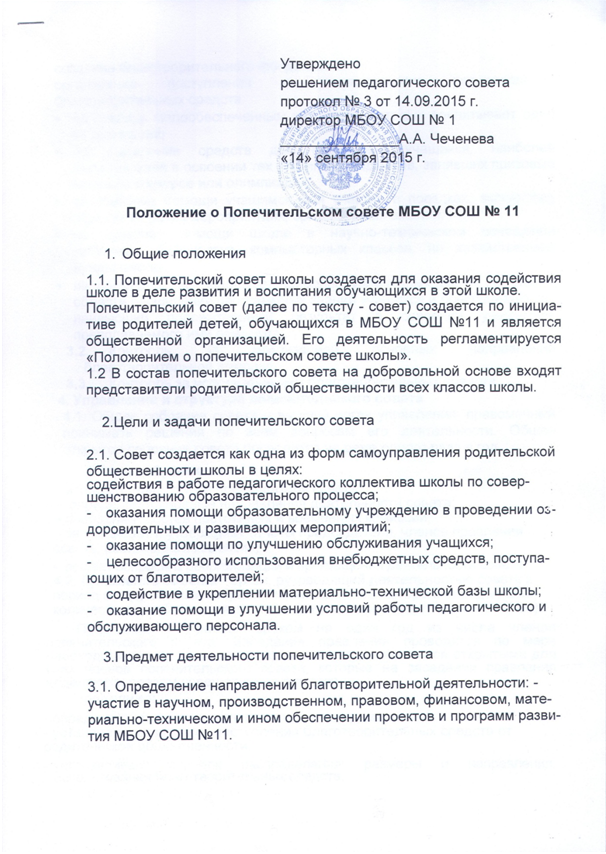 Утверждено
решением педагогического совета
протокол № 3 от 14.09.2015 г.
директор МБОУ СОШ № 1
А.А. Чеченева
«14» сентября 2015 г.
Положение о Попечительском совете МБОУ СОШ № 11
1. Общие положения
1.1. Попечительский совет школы создается для оказания содействия
школе в деле развития и воспитания обучающихся в этой школе.
Попечительский совет (далее по тексту - совет) создается по инициа-
тиве родителей детей, обучающихся в МБОУ СОШ №11 и является
общественной организацией. Его деятельность регламентируется
«Положением о попечительском совете школы».
1.2 В состав попечительского совета на добровольной основе входят
представители родительской общественности всех классов школы.
2.Цели и задачи попечительского совета
2.1. Совет создается как одна из форм самоуправления родительской
общественности школы в целях:
содействия в работе педагогического коллектива школы по совер-
шенствованию образовательного процесса;
- оказания помощи образовательному учреждению в проведении оз-
доровительных и развивающих мероприятий;
- оказание помощи по улучшению обслуживания учащихся;
- целесообразного использования внебюджетных средств, поступа-
ющих от благотворителей;
- содействие в укреплении материально-технической базы школы;
- оказание помощи в улучшении условий работы педагогического и
обслуживающего персонала.
3.Предмет деятельности попечительского совета
3.1. Определение направлений благотворительной деятельности: -
участие в научном, производственном, правовом, финансовом, мате-
риально-техническом и ином обеспечении проектов и программ разви-
тия МБОУ СОШ №11.